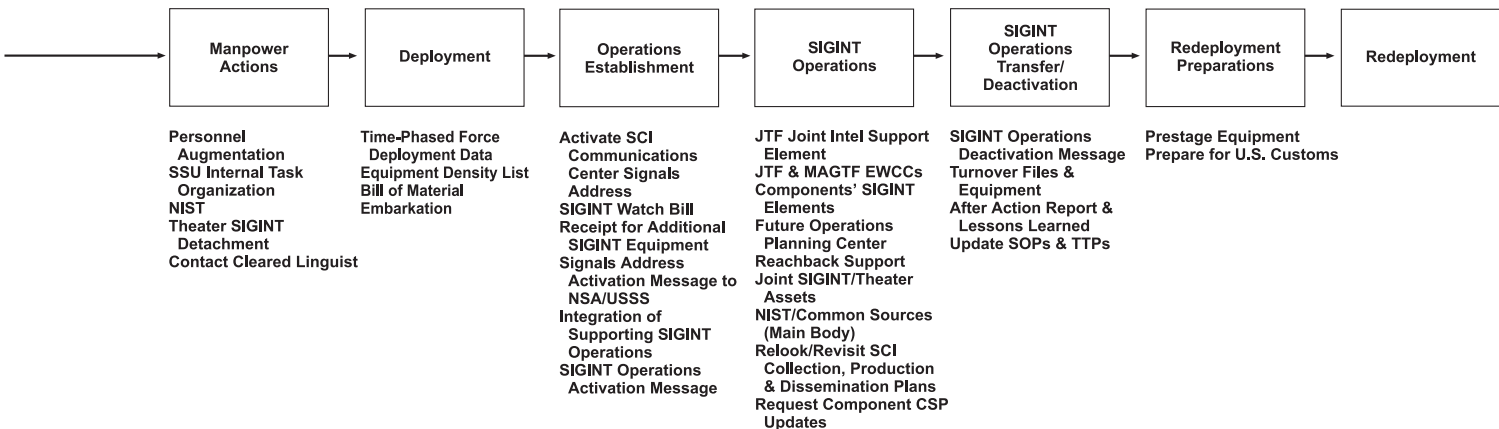 Manpower
Actions
Deployment
Operations
Establishment
SIGINT
Operations
SIGINT
Operations
Transfer/
Deactivation
Redeployment
Preparations
Redeployment
Personnel
Augmentation
SSU Internal Task
Organization
NIST
Theater SIGINT
Detachment
Contact Cleared Linguist
Time-Phased Force
Deployment Data
Equipment Density List
Bill of Material
Embarkation
Activate SCI
Communications
Center Signals
Address
SIGINT Watch Bill
Receipt for Additional
SIGINT Equipment
Signals Address
Activation Message to
NSA/USSS
Integration of
Supporting SIGINT
Operations
SIGINT Operations
Activation Message
JTF Joint Intel Support
Element
JTF & MAGTF EWCCs
Components’ SIGINT
Elements
Future Operations
Planning Center
Reachback Support
Joint SIGINT/Theater
Assets
NIST/Common Sources
(Main Body)
Relook/Revisit SCI
Collection, Production
& Dissemination Plans
Request Component CSP
Updates
SIGINT Operations
Deactivation Message
Turnover Files &
Equipment
After Action Report &
Lessons Learned
Update SOPs & TTPs
Prestage Equipment
Prepare for U.S. Customs